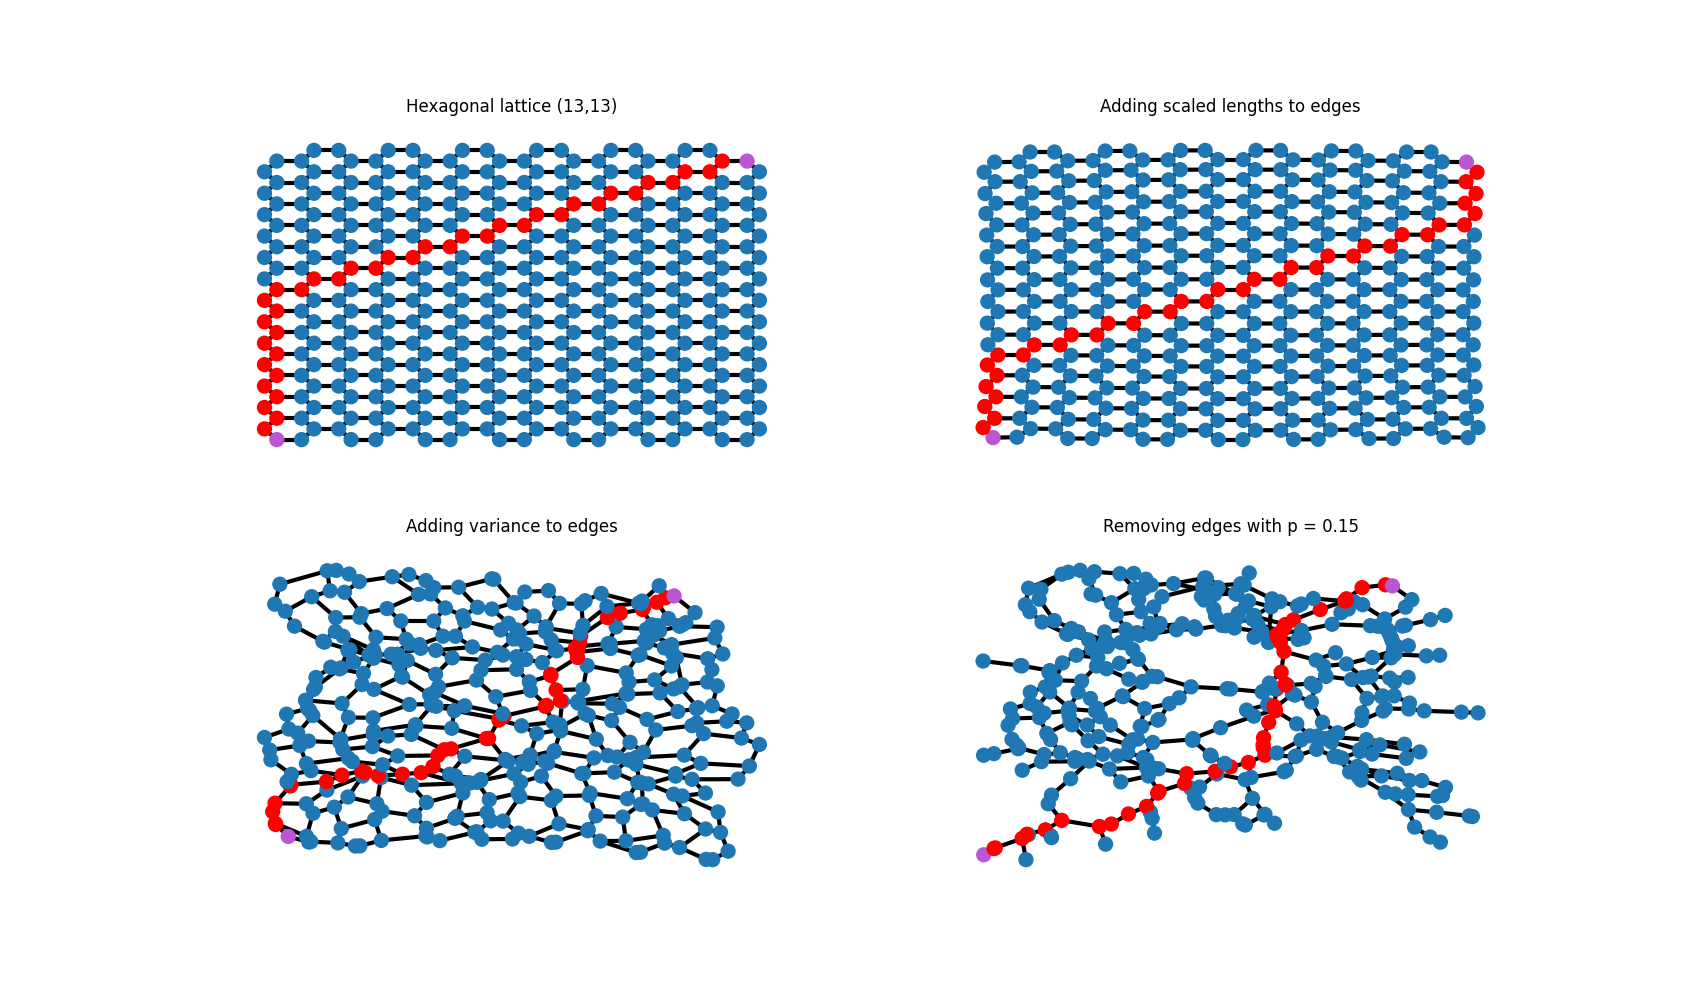 Hexagonal lattice (13,13)
Adding scaled lengths to edges
Adding variance to edges
Removing edges with p = 0.15